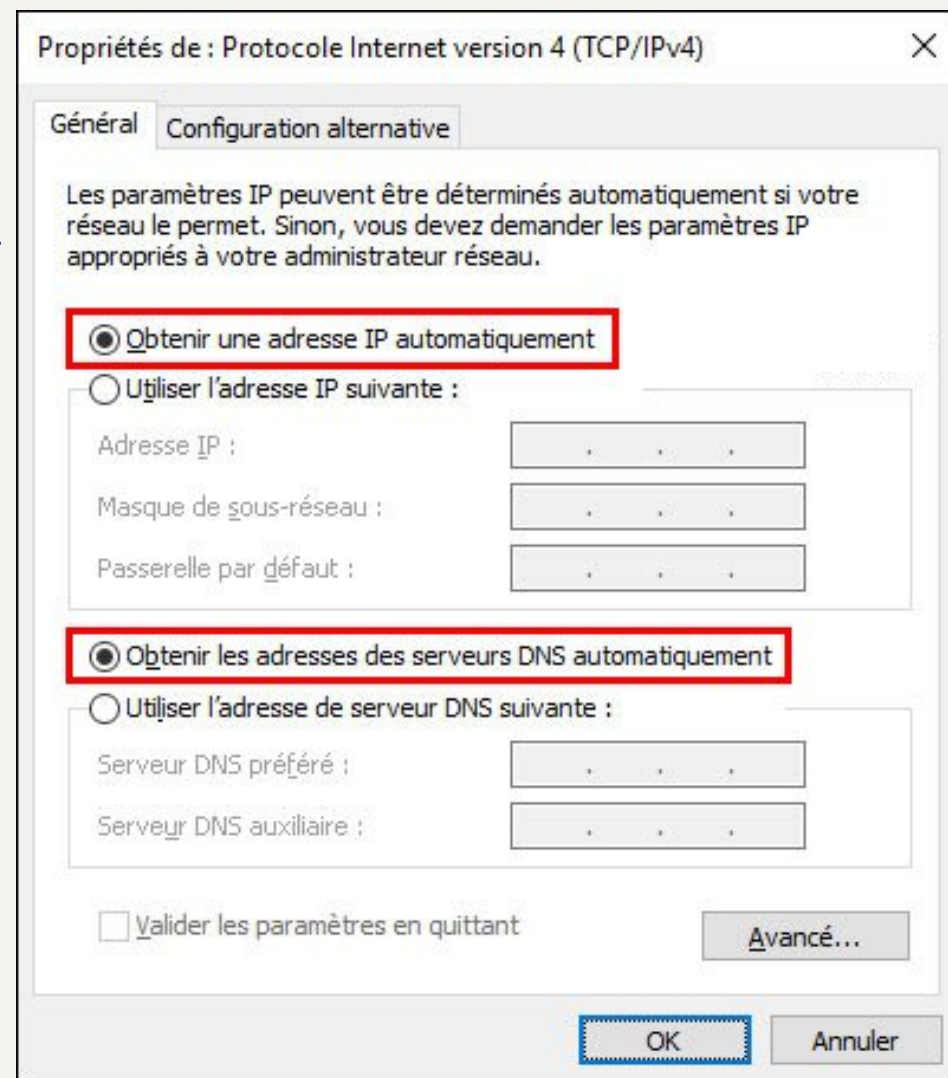 Propriétés de : Protocole Internet version 4 (TCP/IPv4)
Général
Configuration alternative
Les paramètres IP peuvent être déterminés automatiquement si votre
réseau le permet. Sinon, vous devez demander les paramètres IP
appropriés à votre administrateur réseau.
Obtenir une adresse IP automatiquement
Utiliser l'adresse IP suivante :
Adresse IP :
Masque de sous-réseau :
Passerelle par défaut :
Obtenir les adresses des serveurs DNS automatiquement
Utiliser l'adresse de serveur DNS suivante :
Serveur DNS préféré :
Serveur DNS auxiliaire :
Valider les paramètres en quittant
Avancé...
OK
Annuler